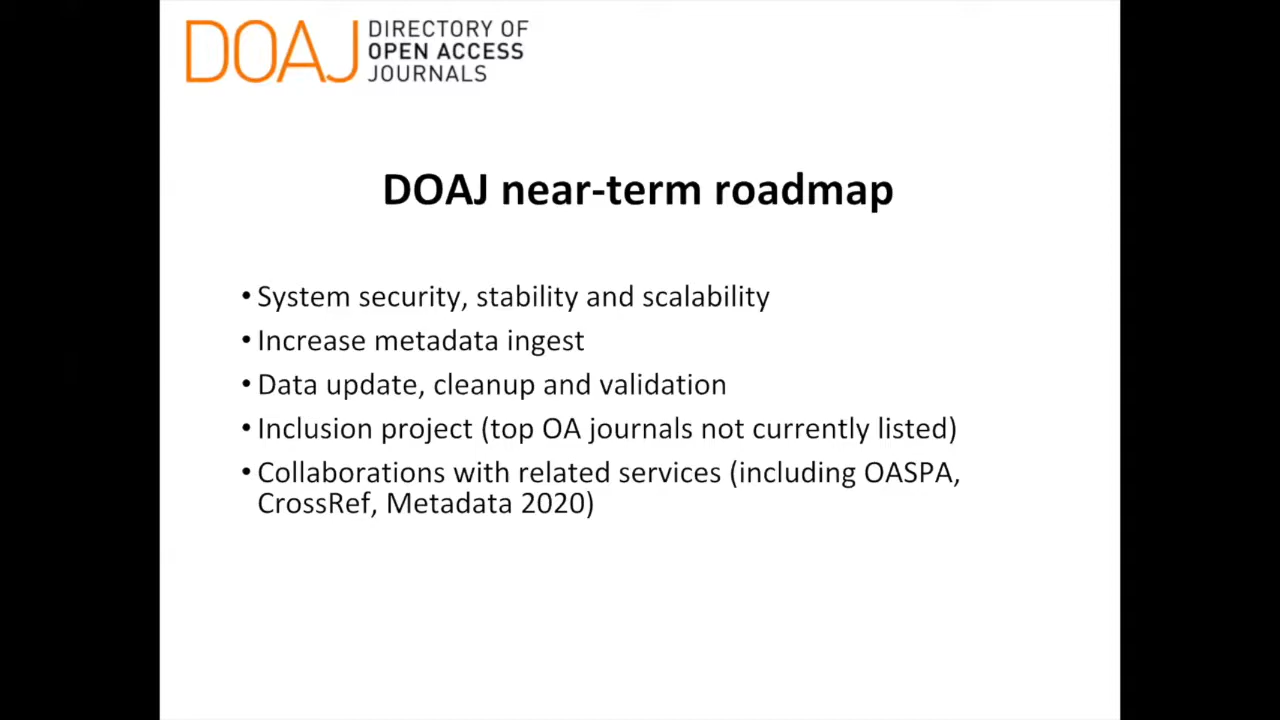 DOAJ
DIRECTORY OF
OPEN ACCESS
JOURNALS
DOAJ near-term roadmap
• System security, stability and scalability
• Increase metadata ingest
• Data update, cleanup and validation
• Inclusion project (top OA journals not currently listed)
• Collaborations with related services (including OASPA,
CrossRef, Metadata 2020)